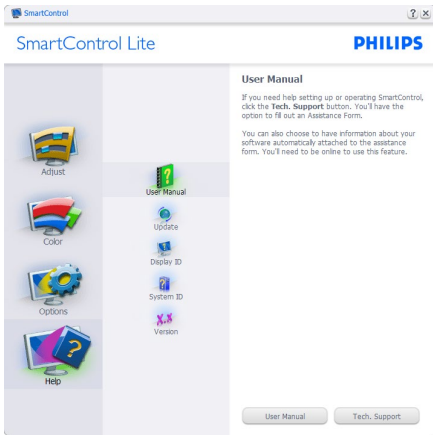 SmartControl
SmartControl Lite
PHILIPS
Adjust
Color
Options
Help
User Manual
Update
Display ID
System ID
X.X
Version
User Manual
If you need help setting up or operating SmartControl,
click the Tech. Support button. You'll have the
option to fill out an Assistance Form.
You can also choose to have information about your
software automatically attached to the assistance
form. You'll need to be online to use this feature.
User Manual
Tech. Support